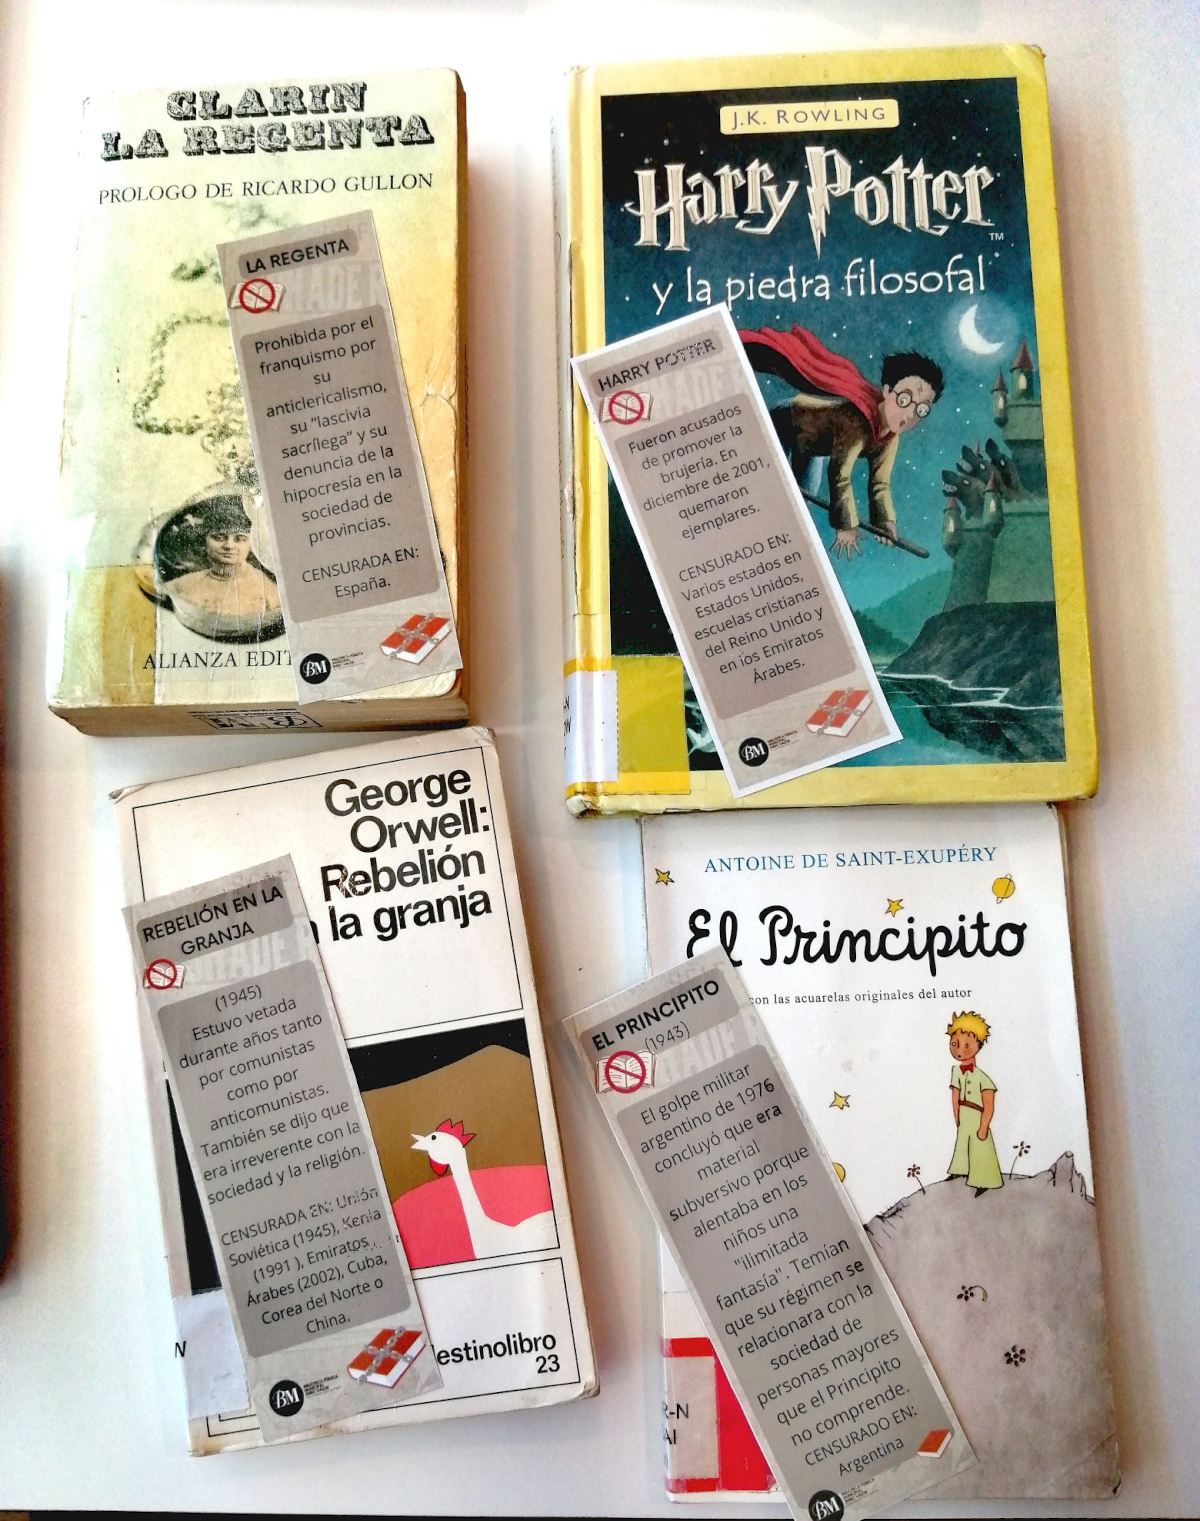 CLARIN
LA REGENTA
PROLOGO DE RICARDO GULLON
LA REGENTA
Prohibida por el
franquismo por
su
anticlericalismo,
su "lascivia
sacrílega" y su
denuncia de la
hipocresía en la
sociedad de
provincias.
CENSURADA EN:
España.
BM
ALIANZA EDIT
J.K. ROWLING
Harry Potter
TM
y la piedra filosofal
HARRY POTTER
Fueron acusados
de promover la
brujería. En
diciembre de 2001,
quemaron
ejemplares.
CENSURADO EN:
Varios estados en
Estados Unidos,
escuelas cristianas
del Reino Unido y
en los Emiratos
Árabes.
BM
George
Orwell:
Rebelión
la granja
REBELIÓN EN LA
GRANJA
(1945)
Estuvo vetada
durante años tanto
por comunistas
como por
anticomunistas.
También se dijo que
era irreverente con la
sociedad y la religión.
CENSURADA EN: Unión
Soviética (1945), Kenia
(1991 ), Emiratos
Árabes (2002), Cuba,
Corea del Norte o
China.
BM
estinolibro
23
ANTOINE DE SAINT-EXUPÉRY
El Principito
con las acuarelas originales del autor
EL PRINCIPITO
(1943)
El golpe militar
argentino de 1976
concluyó que era
material
subversivo porque
alentaba en los
niños una
"ilimitada
fantasía". Temían
que su régimen se
relacionara con la
sociedad de
personas mayores
que el Principito
no comprende.
CENSURADO EN:
Argentina
BM
R-N
AI